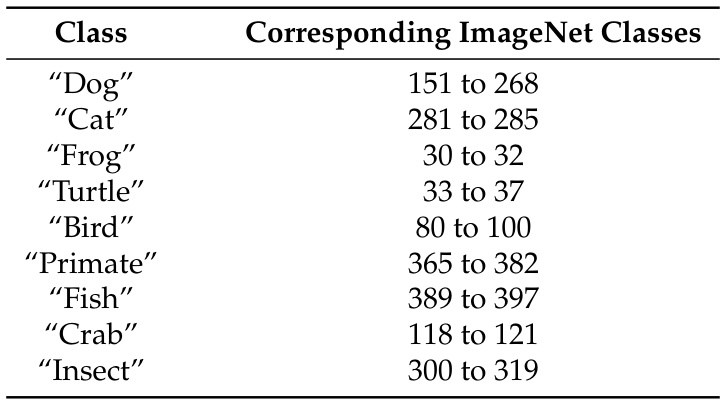 Class Corresponding ImageNet Classes
“Dog” 151 to 268
“Cat” 281 to 285
“Frog” 30 to 32
“Turtle” 33 to 37
“Bird” 80 to 100
“Primate” 365 to 382
“Fish” 389 to 397
“Crab” 118 to 121
“Insect” 300 to 319